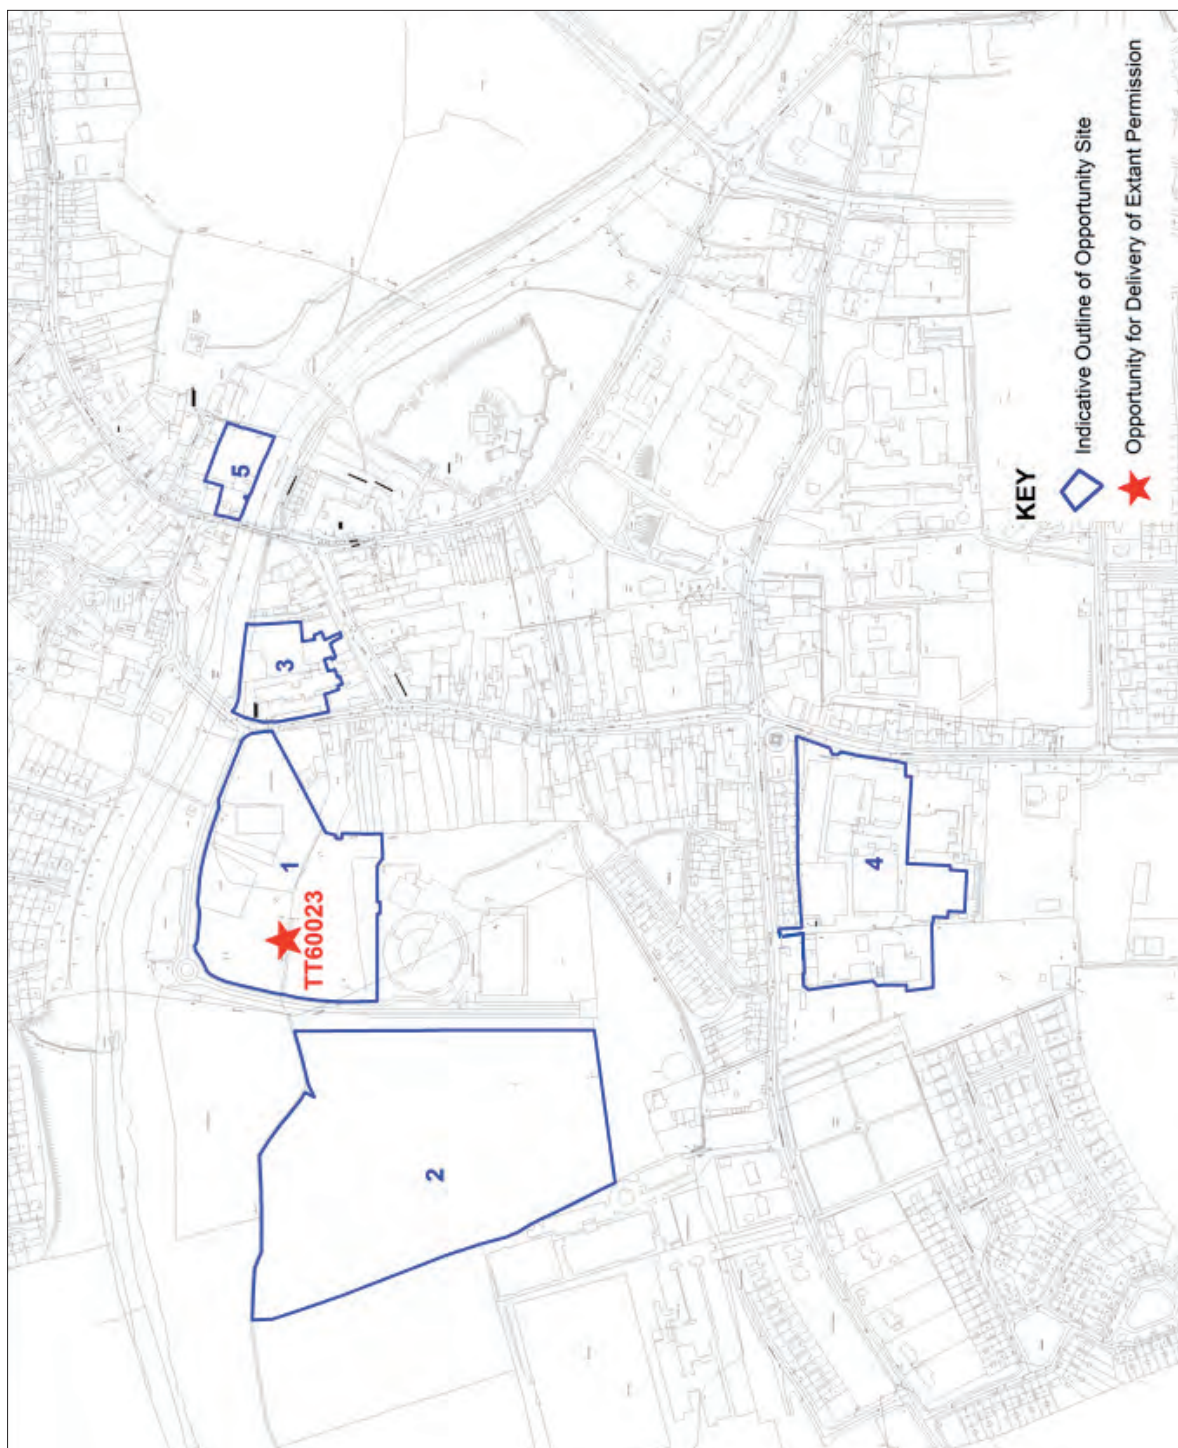 5
3
1
TT60023
4
2
KEY
Indicative Outline of Opportunity Site
Opportunity for Delivery of Extant Permission